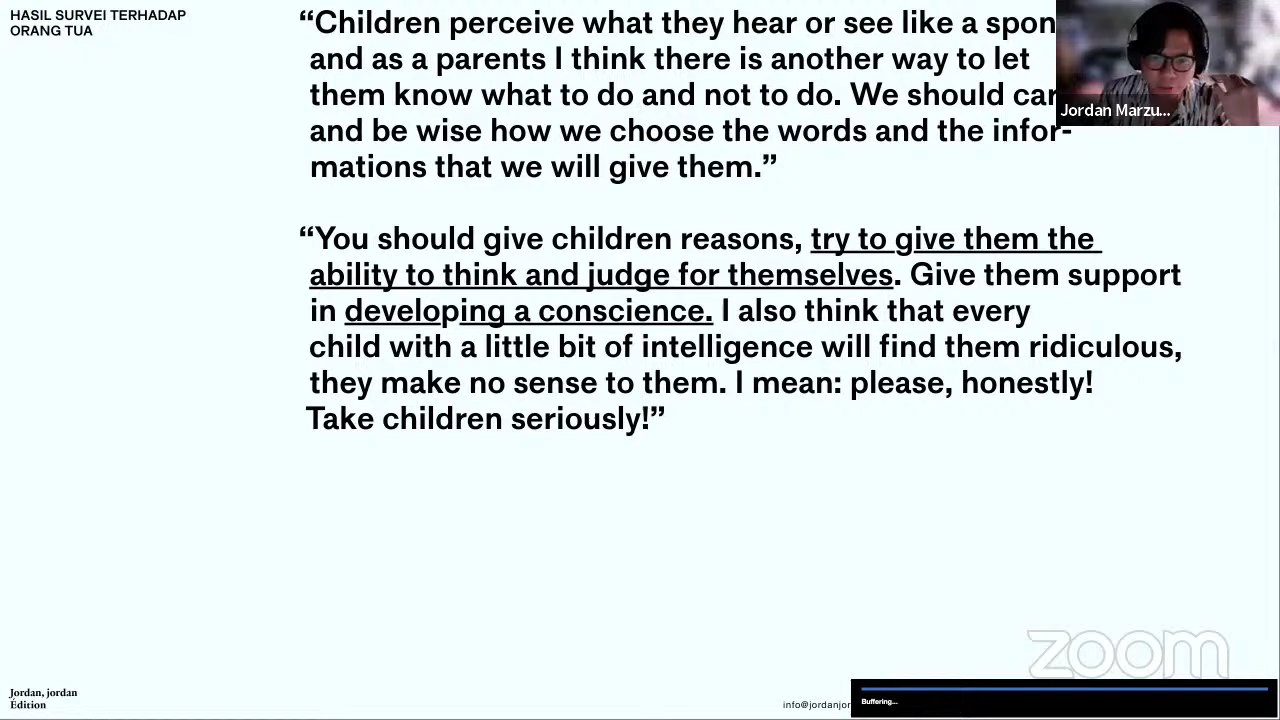 HASIL SURVEI TERHADAP
ORANG TUA
“Children perceive what they hear or see like a spon
and as a parents I think there is another way to let
them know what to do and not to do. We should car
and be wise how we choose the words and the infor-
mations that we will give them.”
“You should give children reasons, try to give them the
ability to think and judge for themselves. Give them support
in developing a conscience. I also think that every
child with a little bit of intelligence will find them ridiculous,
they make no sense to them. I mean: please, honestly!
Take children seriously!”
Jordan Marzu...
zoom
Jordan, jordan
Édition
info@jordanjor
Buffering...